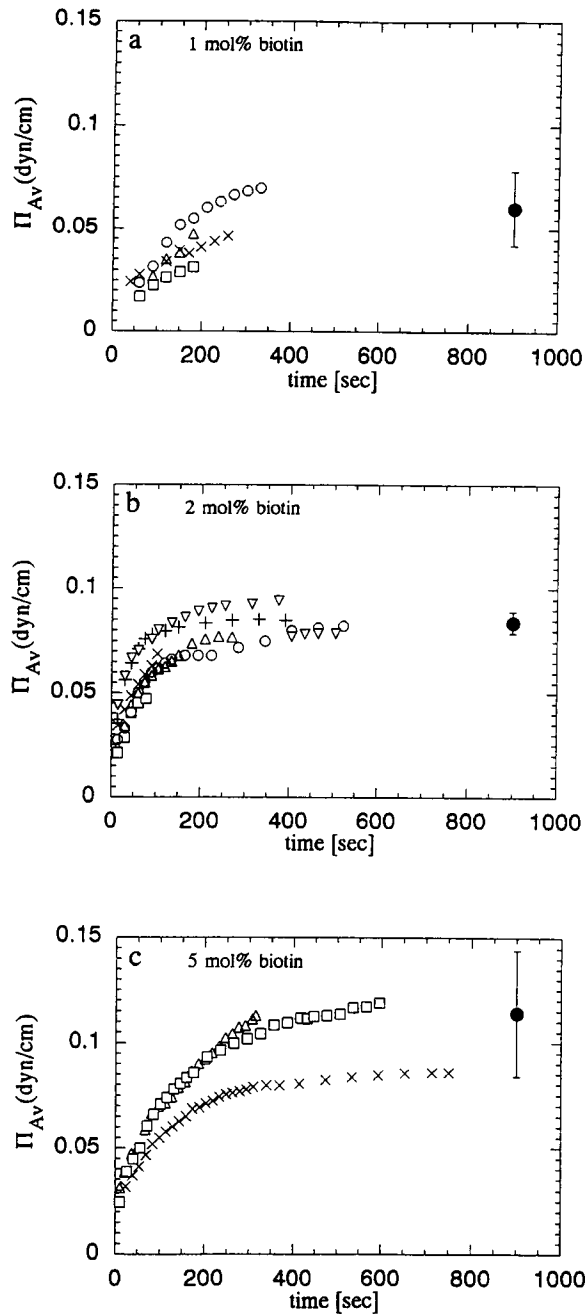 a
1 mol% biotin
0.15
0.1
0.05
0
Π_Av (dyn/cm)
0 200 400 600 800 1000
time [sec]
b
2 mol% biotin
0.15
0.1
0.05
0
Π_Av (dyn/cm)
0 200 400 600 800 1000
time [sec]
c
5 mol% biotin
0.15
0.1
0.05
0
Π_Av (dyn/cm)
0 200 400 600 800 1000
time [sec]